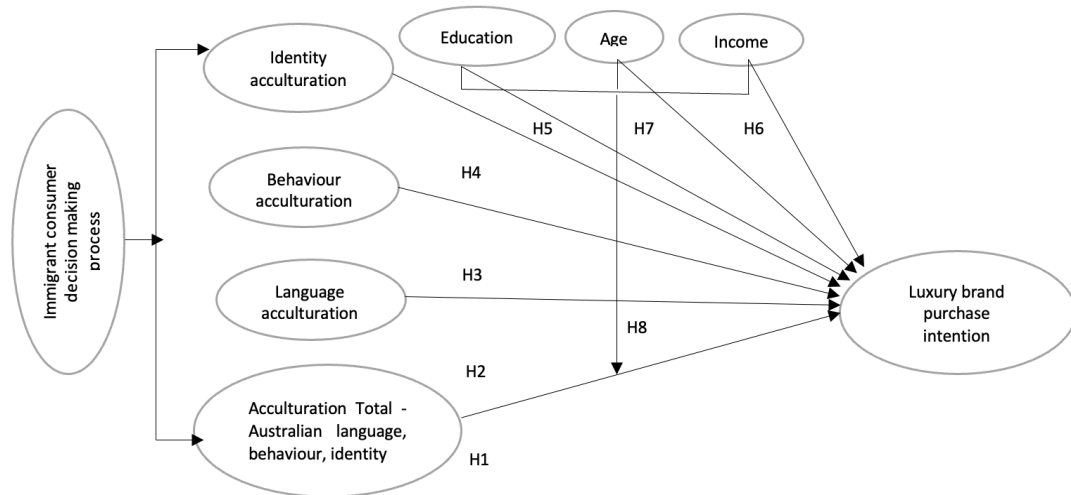 Education
Age
Income
Identity
acculturation
H5
H7
H6
Immigrant consumer
decision making
process
Behaviour
acculturation
H4
Language
acculturation
H3
Luxury brand
purchase
intention
H8
H2
Acculturation Total -
Australian language,
behaviour, identity
H1